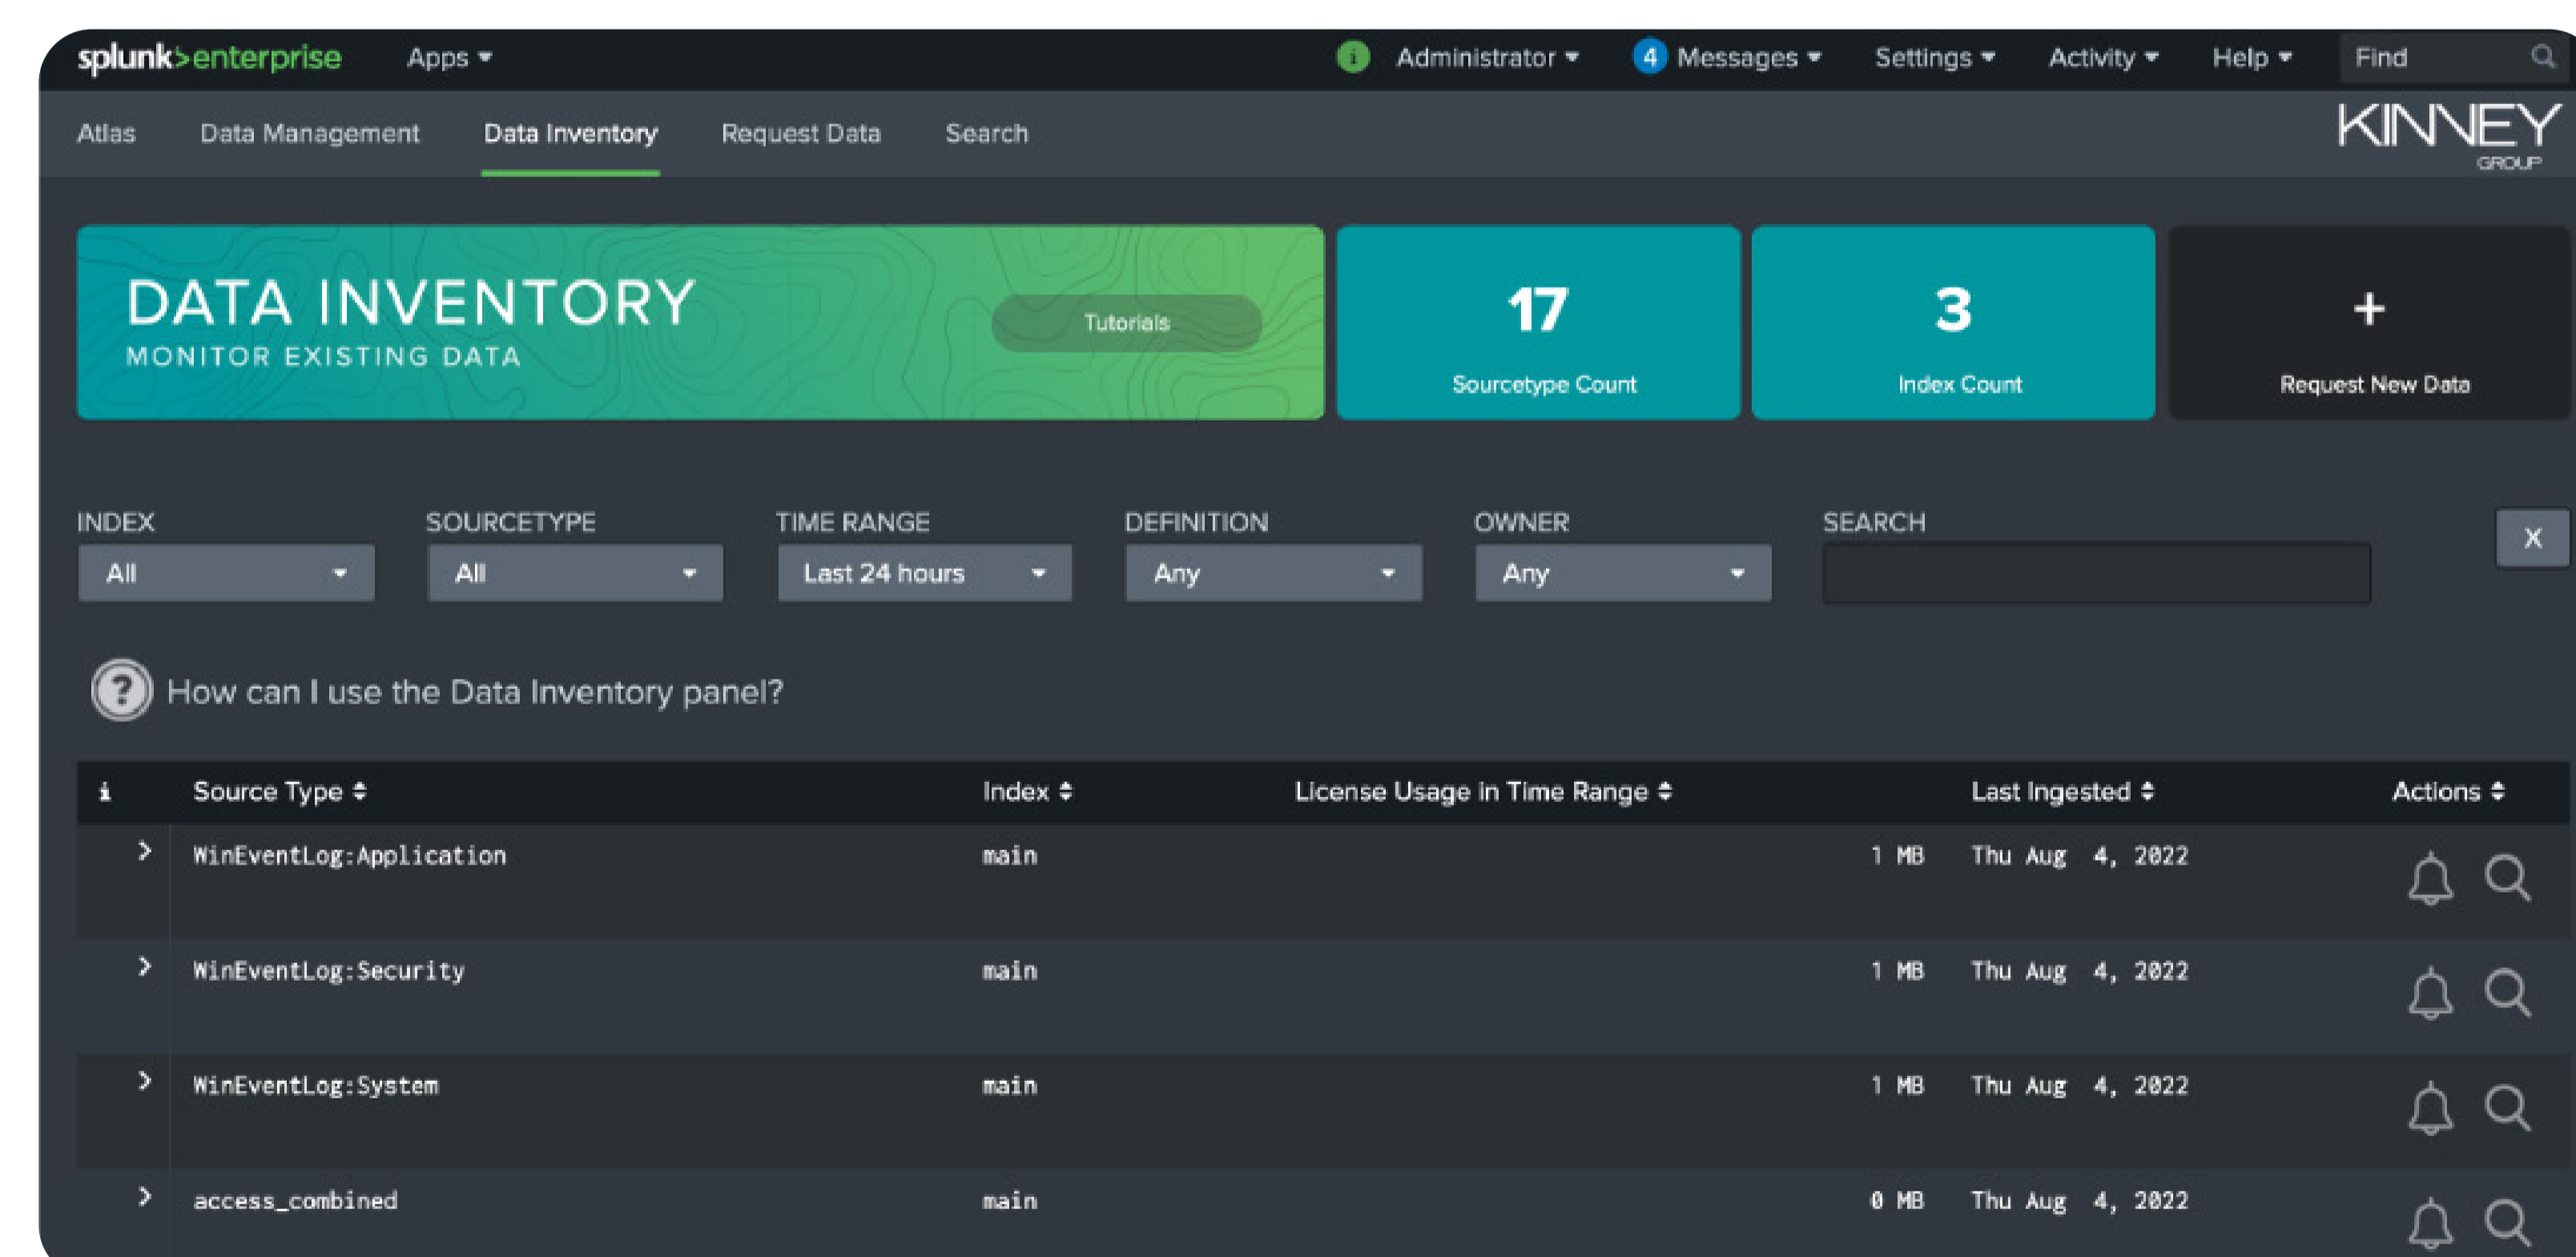 splunk>enterprise Apps i Administrator 4 Messages Settings Activity Help Find
Atlas Data Management Data Inventory Request Data Search KINNEY
GROUP
DATA INVENTORY
MONITOR EXISTING DATA
Tutorials
17
Sourcetype Count
3
Index Count
+
Request New Data
INDEX SOURCETYPE TIME RANGE DEFINITION OWNER SEARCH
All All Last 24 hours Any Any X
? How can I use the Data Inventory panel?
i Source Type Index License Usage in Time Range Last Ingested Actions
> WinEventLog:Application main 1 MB Thu Aug 4, 2022
> WinEventLog:Security main 1 MB Thu Aug 4, 2022
> WinEventLog:System main 1 MB Thu Aug 4, 2022
> access_combined main 0 MB Thu Aug 4, 2022